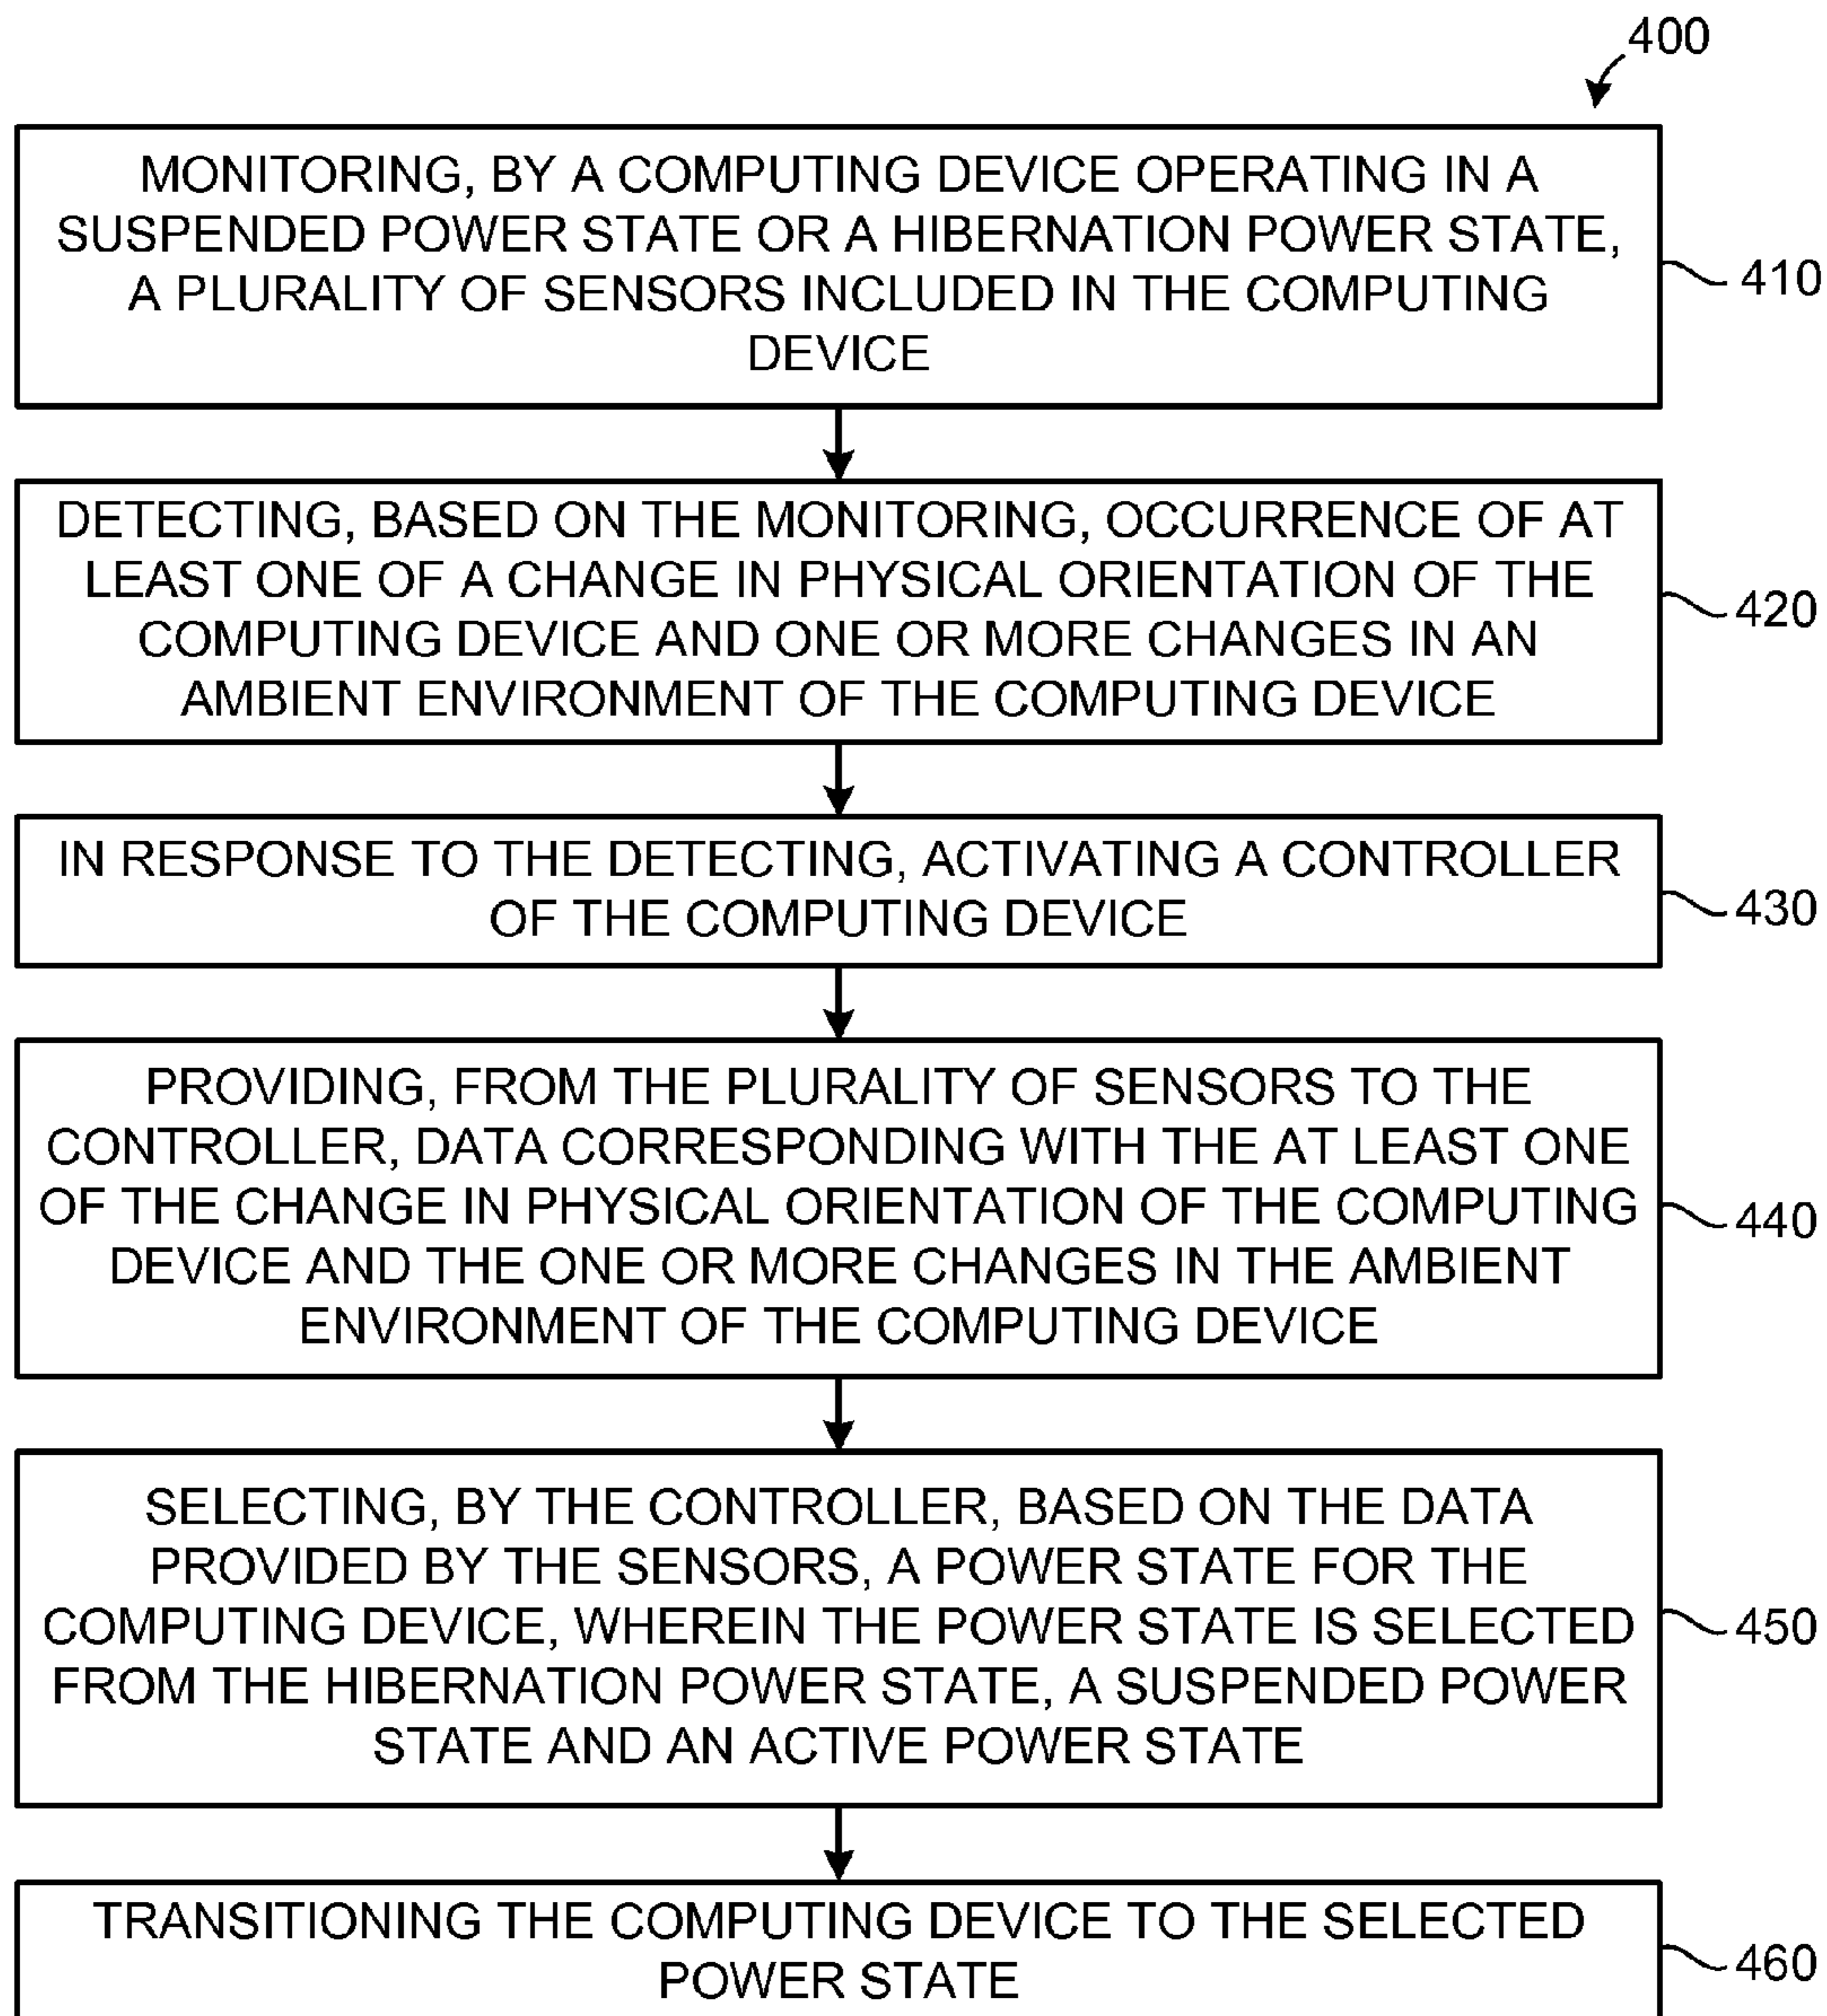 400
MONITORING, BY A COMPUTING DEVICE OPERATING IN A
SUSPENDED POWER STATE OR A HIBERNATION POWER STATE,
A PLURALITY OF SENSORS INCLUDED IN THE COMPUTING
DEVICE
410
DETECTING, BASED ON THE MONITORING, OCCURRENCE OF AT
LEAST ONE OF A CHANGE IN PHYSICAL ORIENTATION OF THE
COMPUTING DEVICE AND ONE OR MORE CHANGES IN AN
AMBIENT ENVIRONMENT OF THE COMPUTING DEVICE
420
IN RESPONSE TO THE DETECTING, ACTIVATING A CONTROLLER
OF THE COMPUTING DEVICE
430
PROVIDING, FROM THE PLURALITY OF SENSORS TO THE
CONTROLLER, DATA CORRESPONDING WITH THE AT LEAST ONE
OF THE CHANGE IN PHYSICAL ORIENTATION OF THE COMPUTING
DEVICE AND THE ONE OR MORE CHANGES IN THE AMBIENT
ENVIRONMENT OF THE COMPUTING DEVICE
440
SELECTING, BY THE CONTROLLER, BASED ON THE DATA
PROVIDED BY THE SENSORS, A POWER STATE FOR THE
COMPUTING DEVICE, WHEREIN THE POWER STATE IS SELECTED
FROM THE HIBERNATION POWER STATE, A SUSPENDED POWER
STATE AND AN ACTIVE POWER STATE
450
TRANSITIONING THE COMPUTING DEVICE TO THE SELECTED
POWER STATE
460